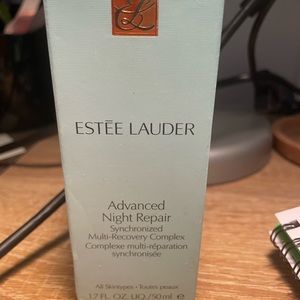 ESTĒE LAUDER
Advanced
Night Repair
Synchronized
Multi-Recovery Complex
Complexe multi-réparation
synchronisée
All Skintypes • Toutes peaux
1.7 FL. OZ. LIQ./50 ml e